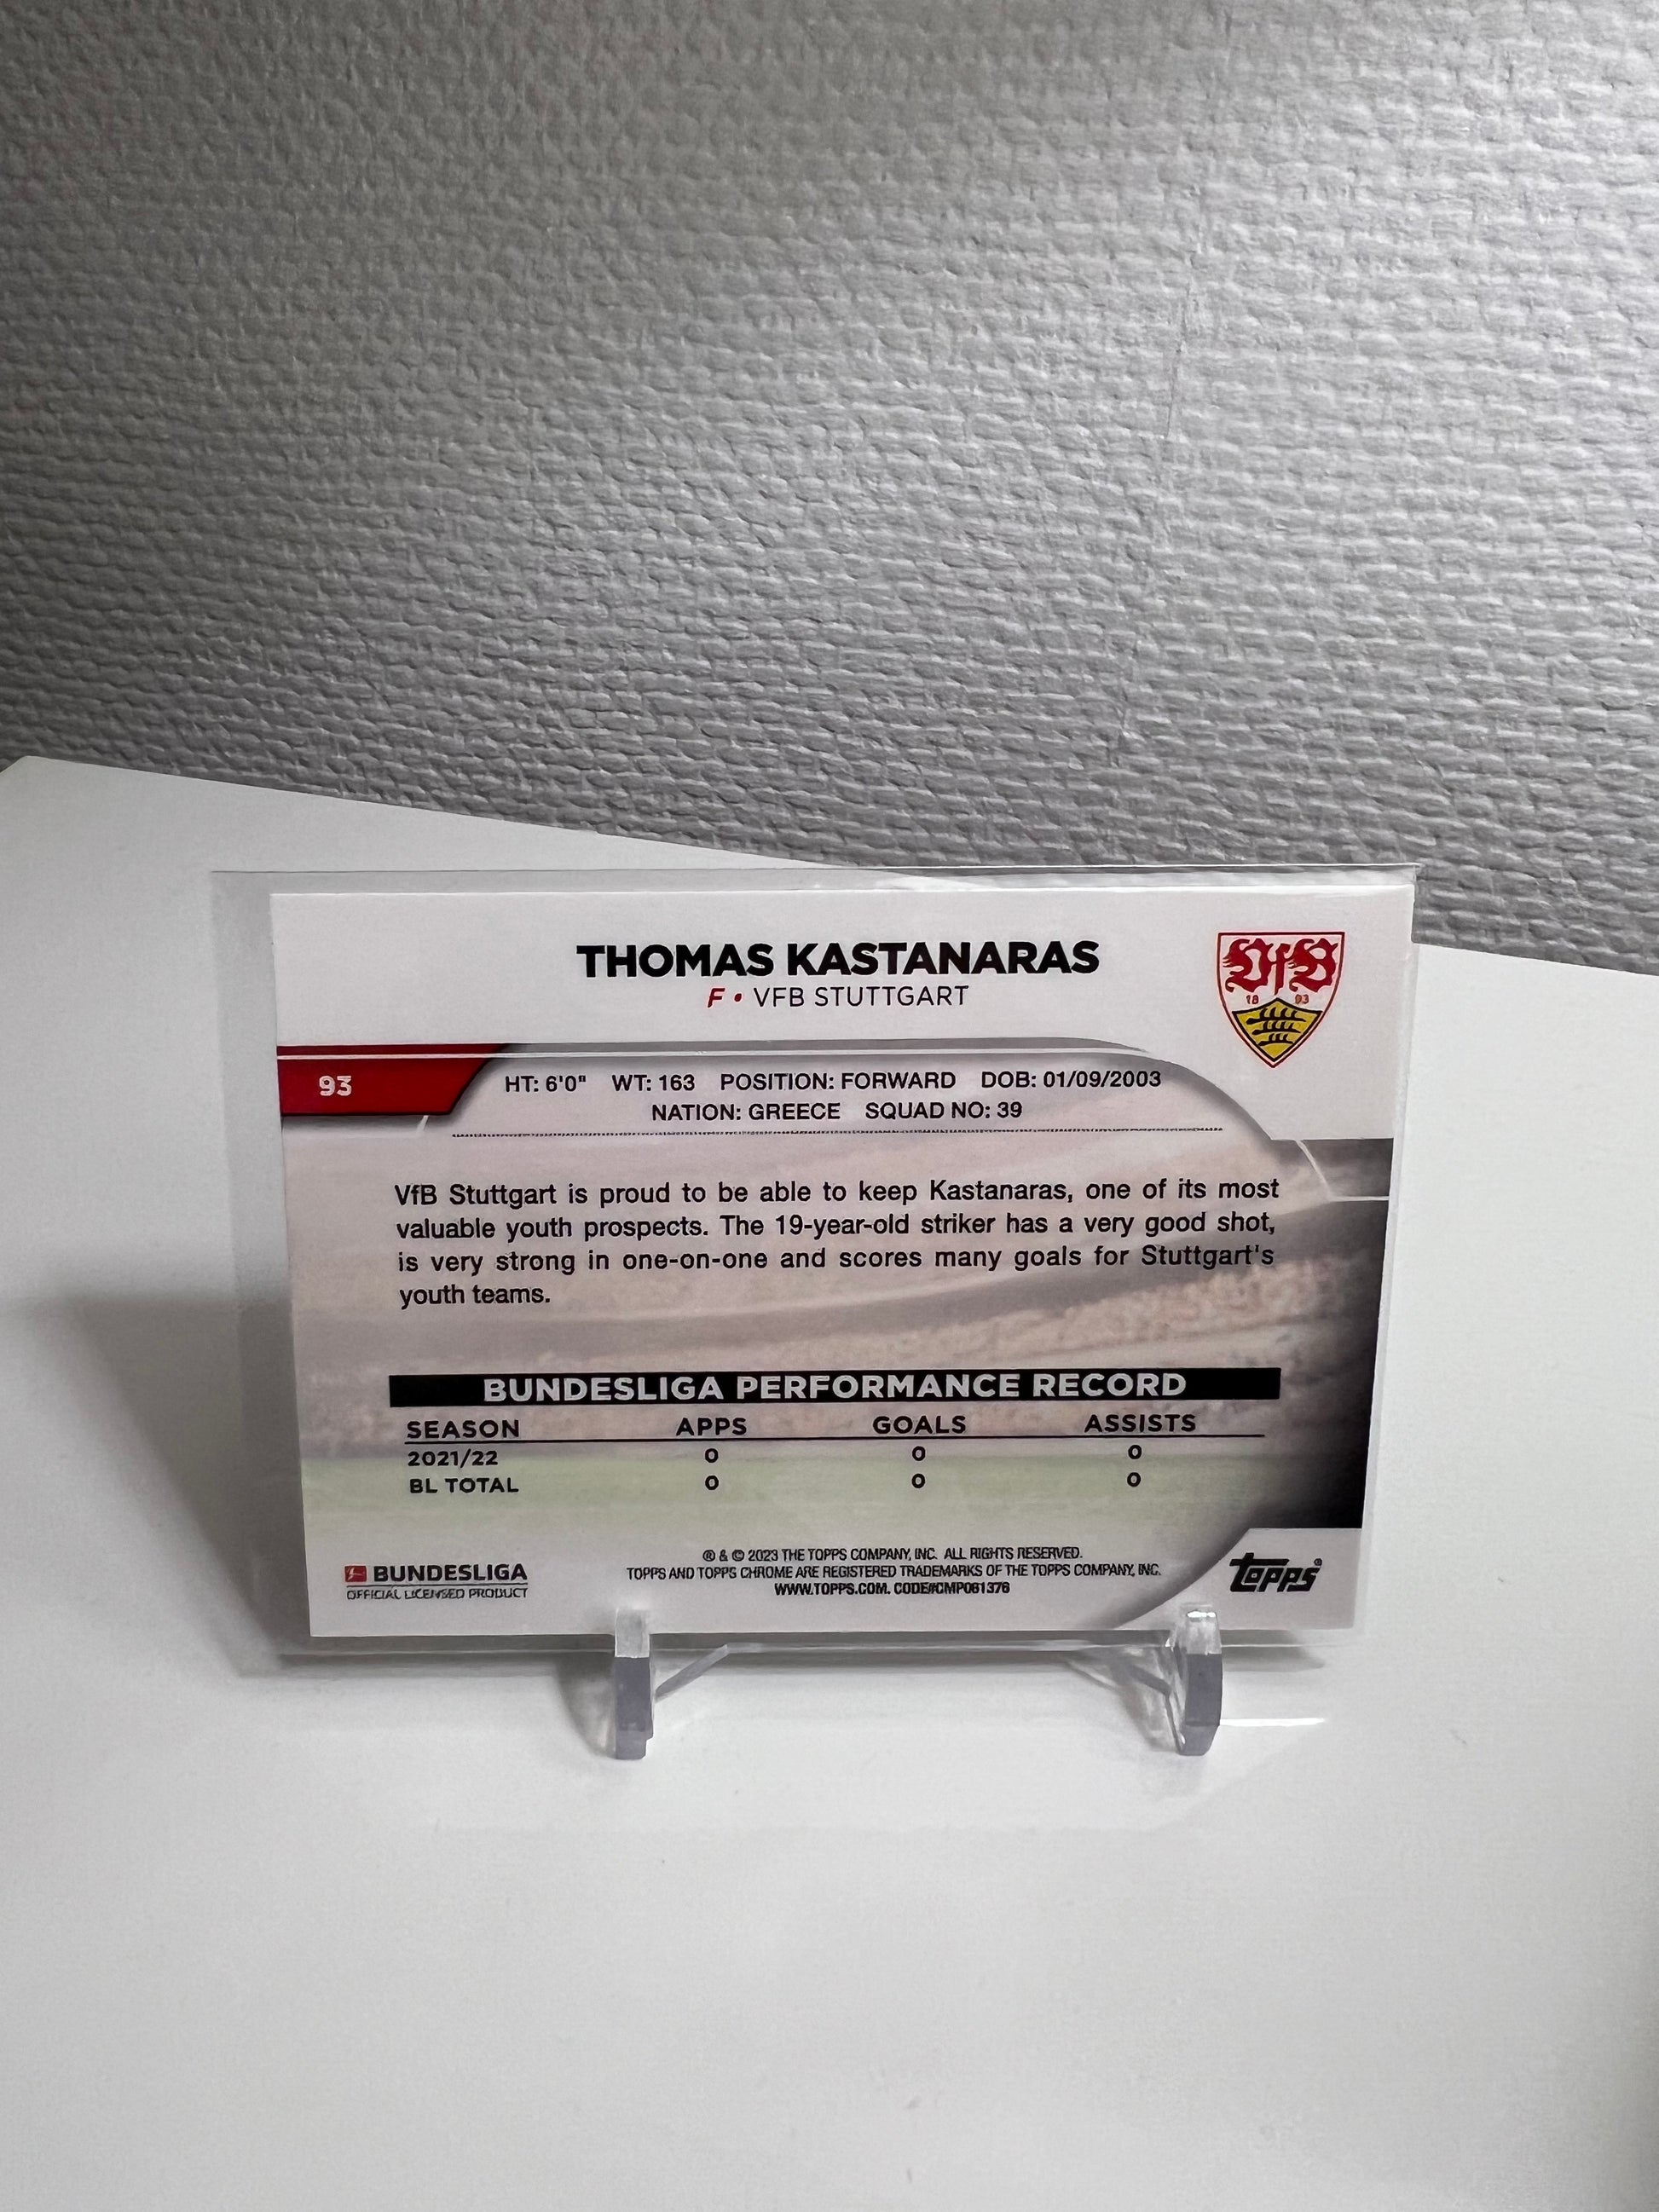 THOMAS KASTANARAS
F • VFB STUTTGART
VfB
18 93
93
HT: 6'0" WT: 163 POSITION: FORWARD DOB: 01/09/2003
NATION: GREECE SQUAD NO: 39
VfB Stuttgart is proud to be able to keep Kastanaras, one of its most
valuable youth prospects. The 19-year-old striker has a very good shot,
is very strong in one-on-one and scores many goals for Stuttgart's
youth teams.
BUNDESLIGA PERFORMANCE RECORD
SEASON APPS GOALS ASSISTS
2021/22 0 0 0
BL TOTAL 0 0 0
BUNDESLIGA
OFFICIAL LICENSED PRODUCT
® & © 2023 THE TOPPS COMPANY, INC. ALL RIGHTS RESERVED.
TOPPS AND TOPPS CHROME ARE REGISTERED TRADEMARKS OF THE TOPPS COMPANY, INC.
WWW.TOPPS.COM. CODE#CMP061376
Topps®